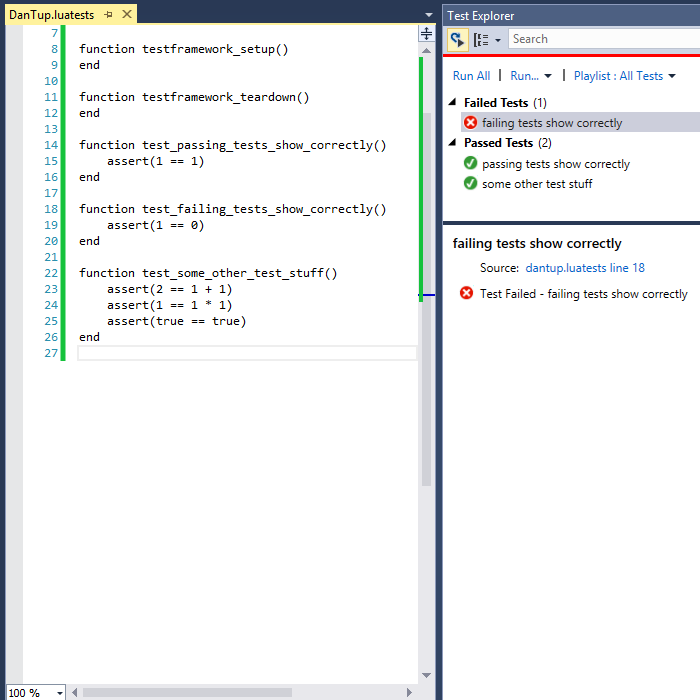 DanTup.luatests
7
8 function testframework_setup()
9 end
10
11 function testframework_teardown()
12 end
13
14 function test_passing_tests_show_correctly()
15     assert(1 == 1)
16 end
17
18 function test_failing_tests_show_correctly()
19     assert(1 == 0)
20 end
21
22 function test_some_other_test_stuff()
23     assert(2 == 1 + 1)
24     assert(1 == 1 * 1)
25     assert(true == true)
26 end
27
100 %
Test Explorer
Search
Run All | Run... | Playlist : All Tests
Failed Tests (1)
failing tests show correctly
Passed Tests (2)
passing tests show correctly
some other test stuff
failing tests show correctly
Source: dantup.luatests line 18
Test Failed - failing tests show correctly